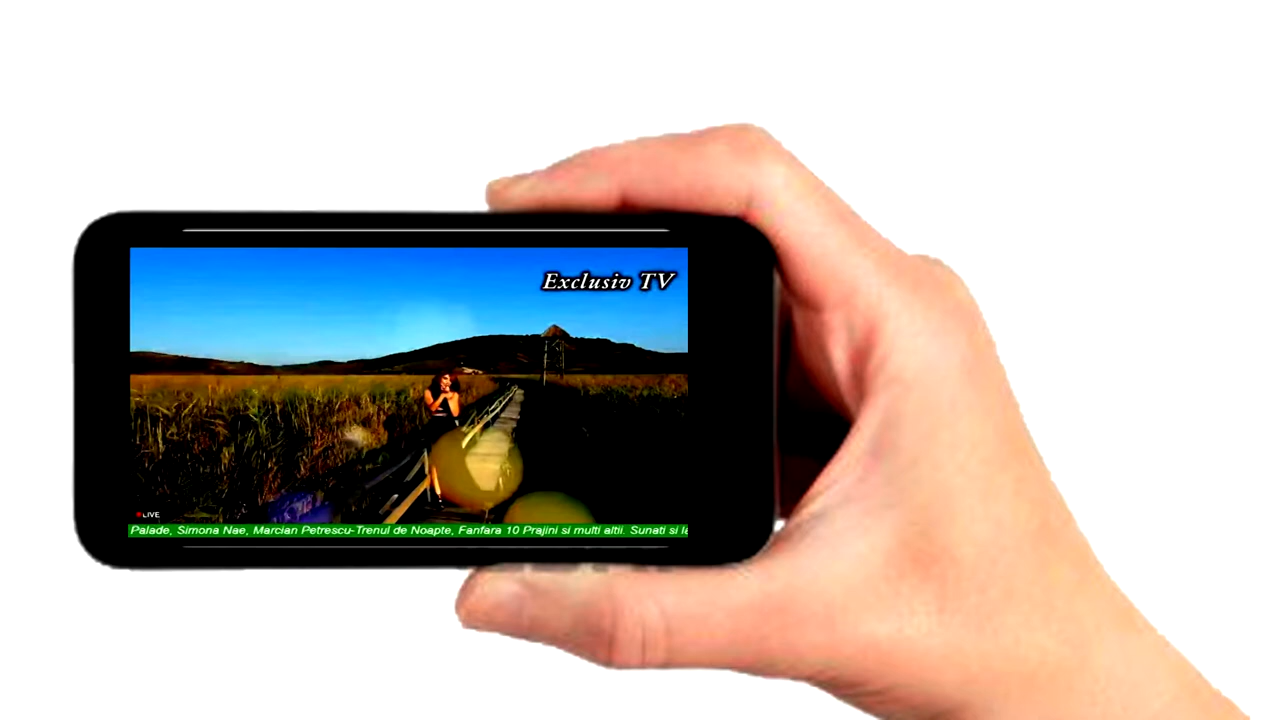 Exclusiv TV
LIVE
Palade, Simona Nae, Marcian Petrescu-Trenul de Noapte, Fanfara 10 Prajini si multi altii. Sunati si